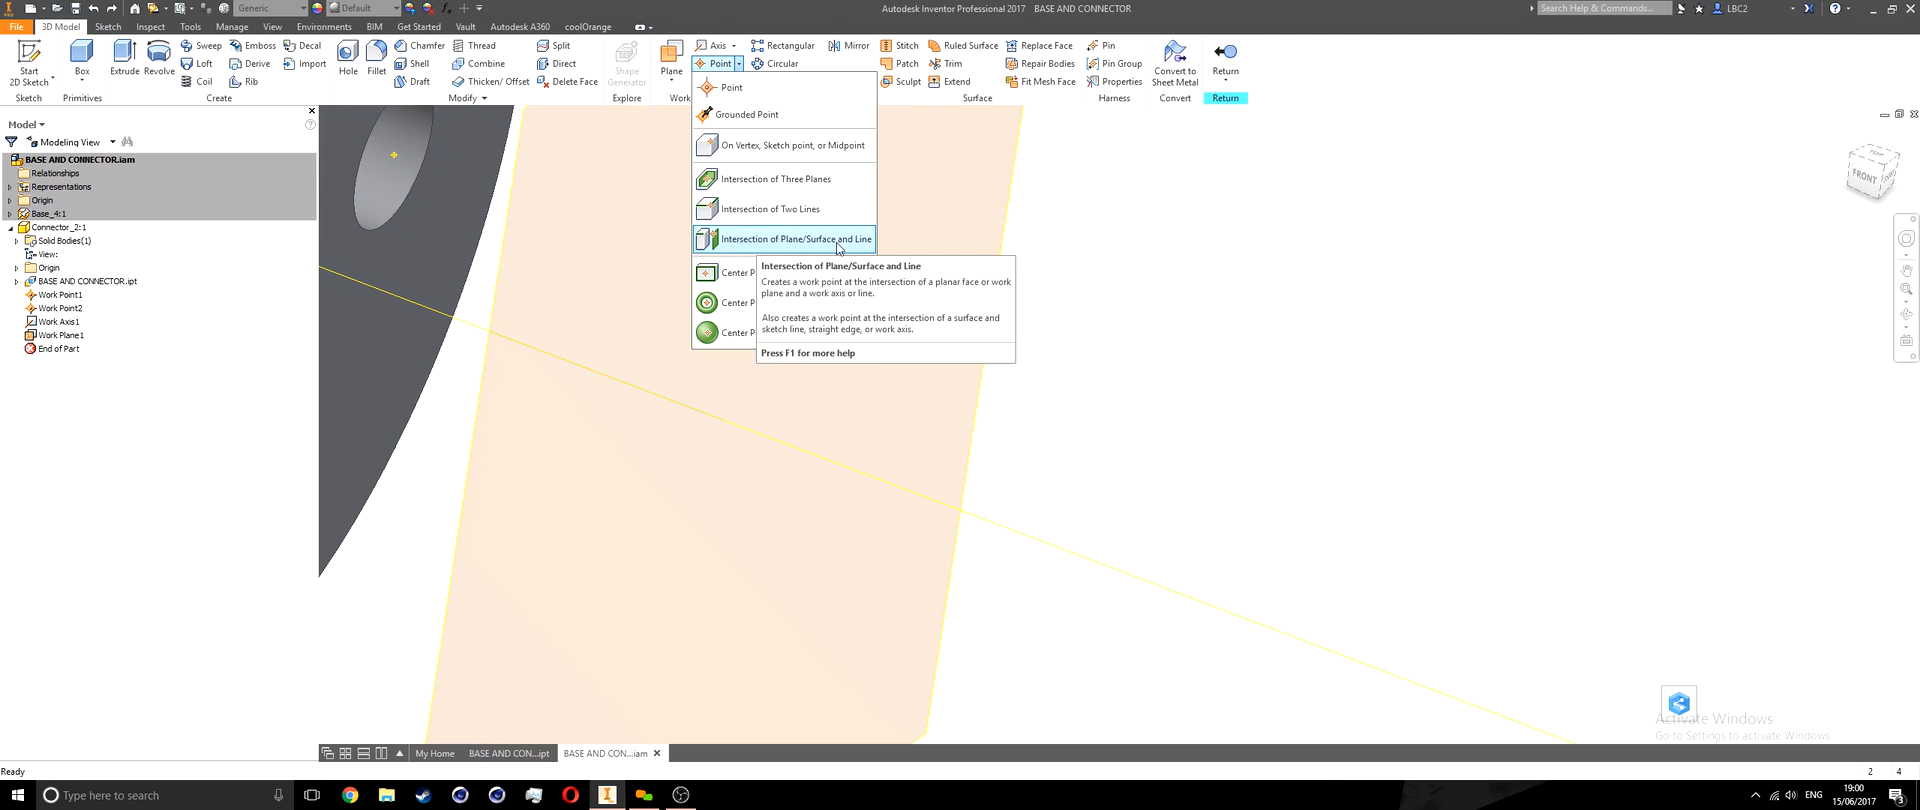 Generic
Default
Autodesk Inventor Professional 2017 BASE AND CONNECTOR
Search Help & Commands...
LBC2
File 3D Model Sketch Inspect Tools Manage View Environments BIM Get Started Vault Autodesk A360 coolOrange
Start
2D Sketch
Sketch
Box
Primitives
Extrude Revolve
Sweep Emboss Decal
Loft Derive Import
Coil Rib
Create
Hole Fillet
Chamfer Thread Split
Shell Combine Direct
Draft Thicken/ Offset Delete Face
Modify
Shape
Generator
Explore
Plane
Work
Axis
Point
Rectangular Mirror
Circular
Stitch Ruled Surface Replace Face
Patch Trim Repair Bodies
Sculpt Extend Fit Mesh Face
Surface
Pin
Pin Group
Properties
Harness
Convert to
Sheet Metal
Convert
Return
Return
Point
Grounded Point
On Vertex, Sketch point, or Midpoint
Intersection of Three Planes
Intersection of Two Lines
Intersection of Plane/Surface and Line
Center P
Center P
Center P
Intersection of Plane/Surface and Line
Creates a work point at the intersection of a planar face or work
plane and a work axis or line.
Also creates a work point at the intersection of a surface and
sketch line, straight edge, or work axis.
Press F1 for more help
Model
Modeling View
BASE AND CONNECTOR.iam
Relationships
Representations
Origin
Base_4:1
Connector_2:1
Solid Bodies(1)
View:
Origin
BASE AND CONNECTOR.ipt
Work Point1
Work Point2
Work Axis1
Work Plane1
End of Part
TOP
FRONT
Activate Windows
Go to Settings to activate Windows.
My Home BASE AND CON...ipt BASE AND CON...iam
Ready
2 4
Type here to search
ENG
19:00
15/06/2017
3